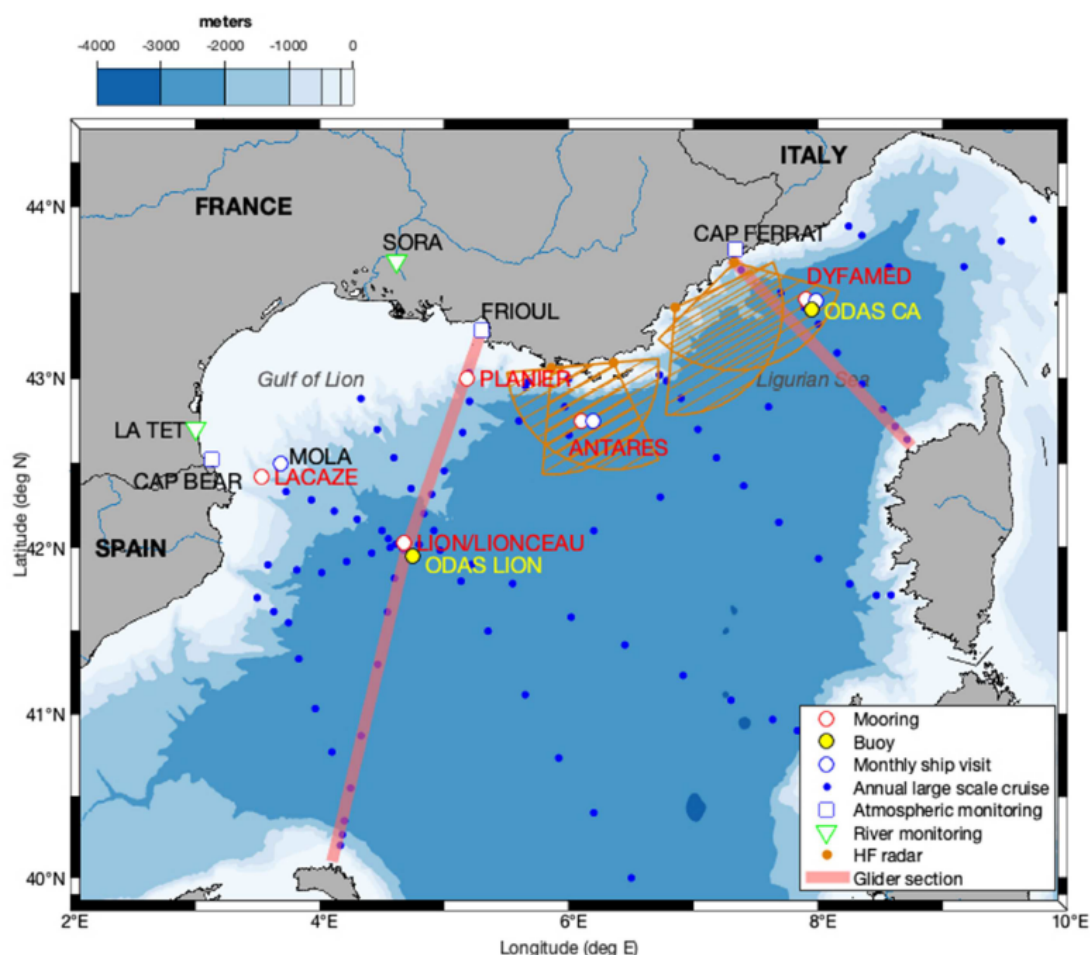 meters
-4000 -3000 -2000 -1000 0
ITALY
44°N
FRANCE
SORA
CAP FERRAT
DYFAMED
ODAS CA
FRIOUL
43°N
Gulf of Lion
PLANIER
Ligurian Sea
LA TET
MOLA
ANTARES
CAP BEAR
LACAZE
SPAIN
42°N
LION/LIONCEAU
ODAS LION
Latitude (deg N)
41°N
Mooring
Buoy
Monthly ship visit
Annual large scale cruise
Atmospheric monitoring
River monitoring
HF radar
Glider section
40°N
2°E 4°E 6°E 8°E 10°E
Longitude (deg E)